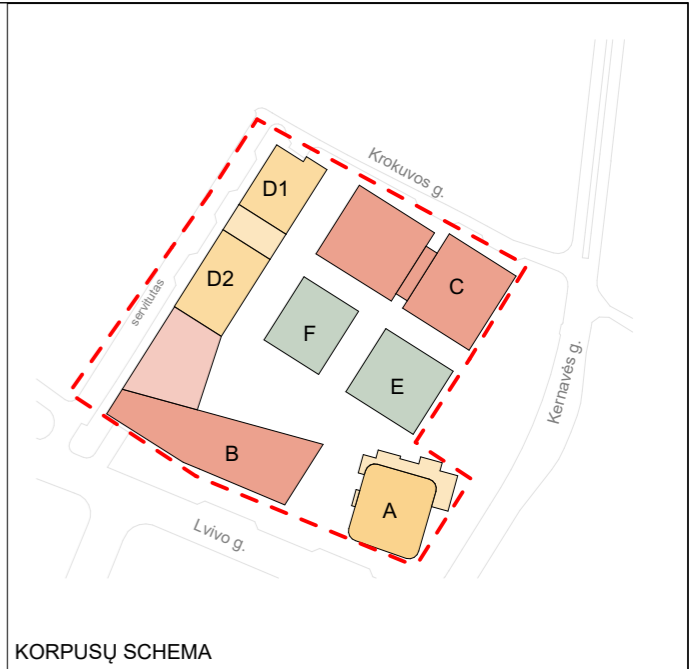 Krokuvos g.
D1
D2
C
servitutas
F
E
Kernavės g.
B
A
Lvivo g.
KORPUSŲ SCHEMA